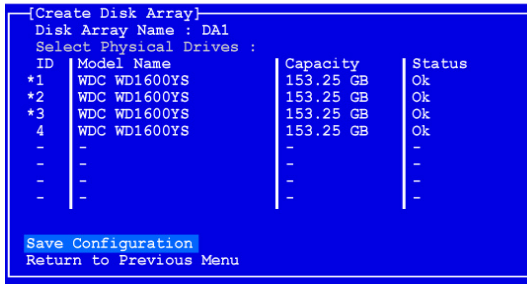 [Create Disk Array]
Disk Array Name : DA1
Select Physical Drives :
ID Model Name Capacity Status
*1 WDC WD1600YS 153.25 GB Ok
*2 WDC WD1600YS 153.25 GB Ok
*3 WDC WD1600YS 153.25 GB Ok
4 WDC WD1600YS 153.25 GB Ok
- - - -
- - - -
- - - -
- - - -
Save Configuration
Return to Previous Menu